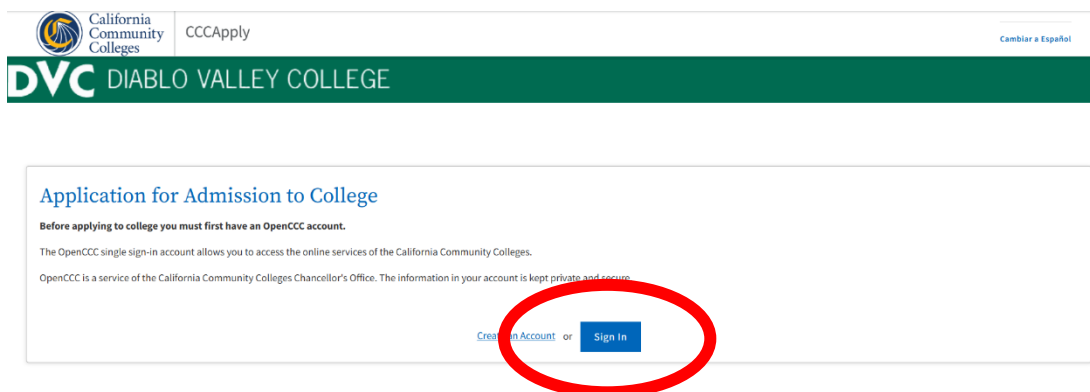 California
Community
Colleges
CCCApply
Cambiar a Español
DVC DIABLO VALLEY COLLEGE
Application for Admission to College
Before applying to college you must first have an OpenCCC account.
The OpenCCC single sign-in account allows you to access the online services of the California Community Colleges.
OpenCCC is a service of the California Community Colleges Chancellor's Office. The information in your account is kept private and secure.
Create an Account or Sign In